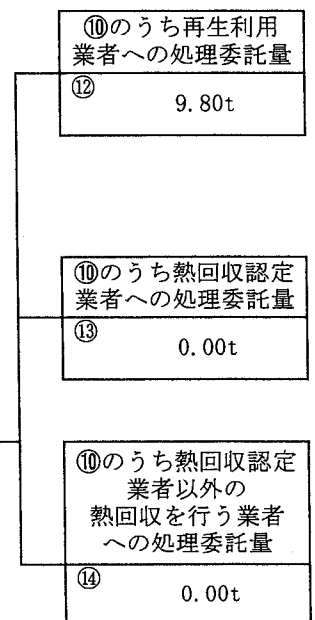 ⑩のうち再生利用
業者への処理委託量
⑫
9.80t
⑩のうち熱回収認定
業者への処理委託量
⑬
0.00t
⑩のうち熱回収認定
業者以外の
熱回収を行う業者
への処理委託量
⑭
0.00t